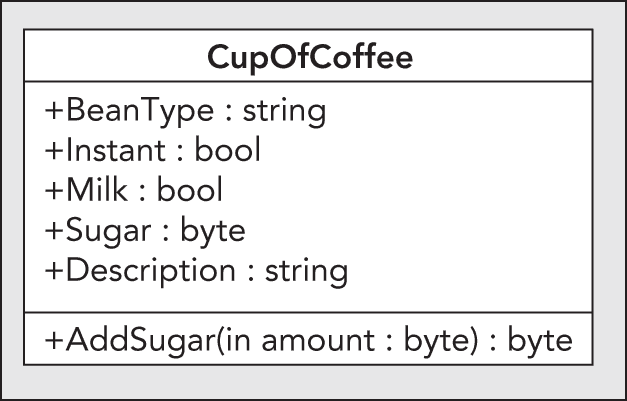 CupOfCoffee
+BeanType : string
+Instant : bool
+Milk : bool
+Sugar : byte
+Description : string
+AddSugar(in amount : byte) : byte